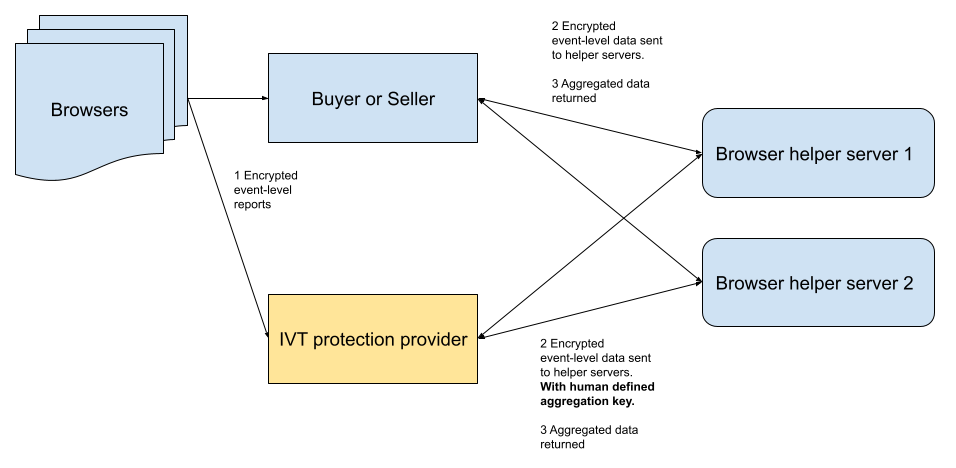 2 Encrypted
event-level data sent
to helper servers.
3 Aggregated data
returned
Browsers
Buyer or Seller
Browser helper server 1
1 Encrypted
event-level
reports
Browser helper server 2
IVT protection provider
2 Encrypted
event-level data sent
to helper servers.
With human defined
aggregation key.
3 Aggregated data
returned